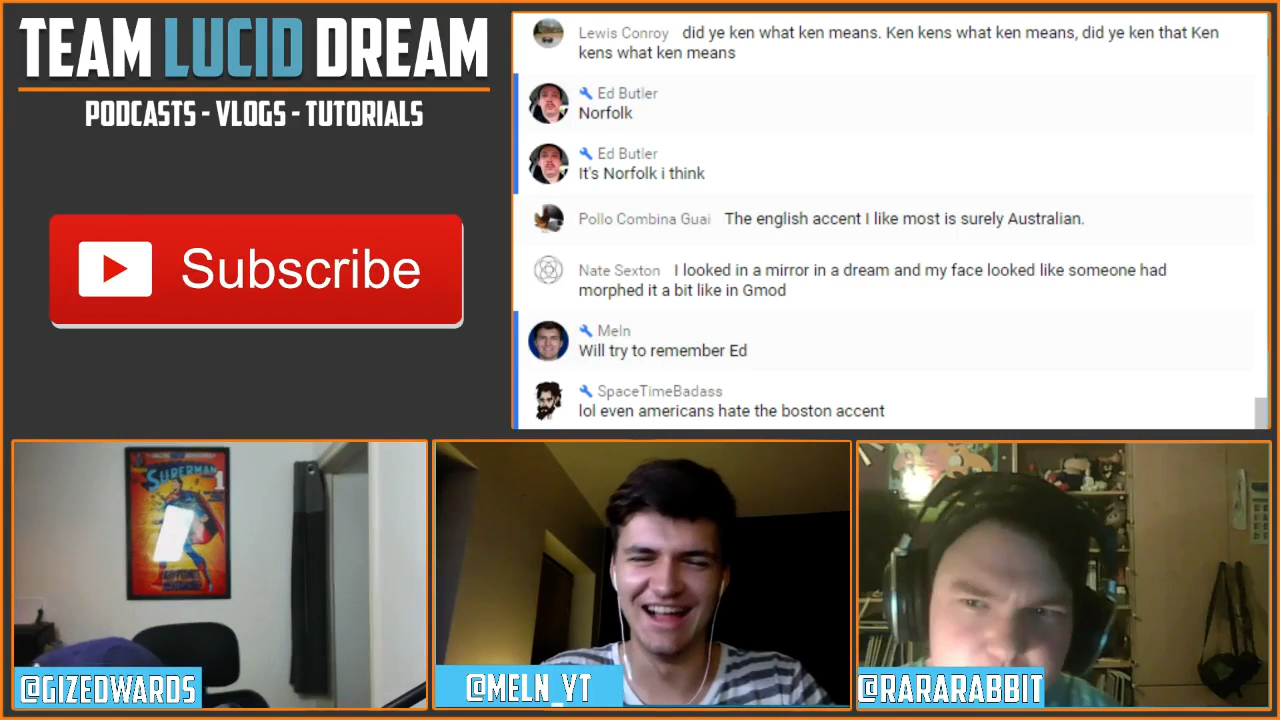 TEAM LUCID DREAM
PODCASTS - VLOGS - TUTORIALS
Subscribe
Lewis Conroy did ye ken what ken means. Ken kens what ken means, did ye ken that Ken
kens what ken means
Ed Butler
Norfolk
Ed Butler
It's Norfolk i think
Pollo Combina Guai The english accent I like most is surely Australian.
Nate Sexton I looked in a mirror in a dream and my face looked like someone had
morphed it a bit like in Gmod
Meln
Will try to remember Ed
SpaceTimeBadass
lol even americans hate the boston accent
SUPERMAN
1
@GIZEDWARDS
@MELN_YT
@RARARABBIT